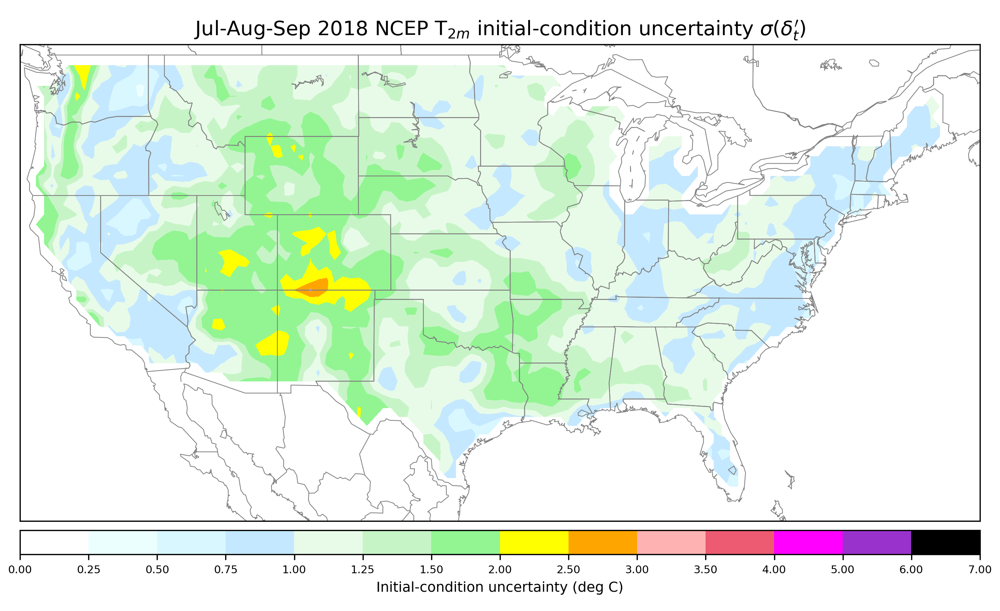 Jul-Aug-Sep 2018 NCEP T₂ₘ initial-condition uncertainty σ(δ′ₜ)
0.00 0.25 0.50 0.75 1.00 1.25 1.50 2.00 2.50 3.00 3.50 4.00 5.00 6.00 7.00
Initial-condition uncertainty (deg C)